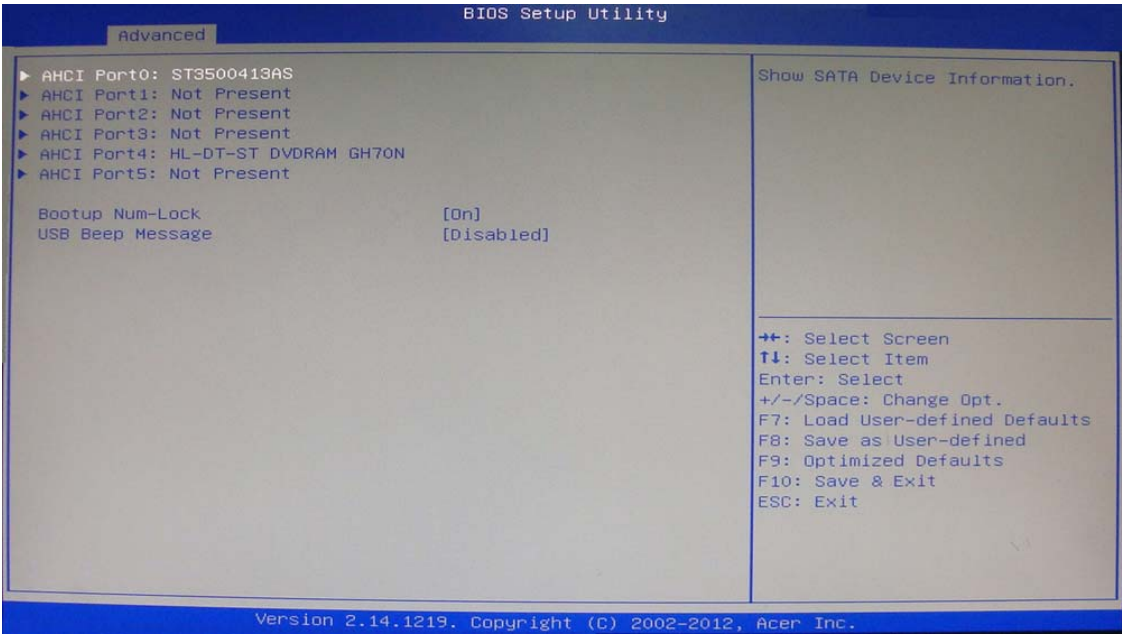 BIOS Setup Utility
Advanced
► AHCI Port0: ST3500413AS
► AHCI Port1: Not Present
► AHCI Port2: Not Present
► AHCI Port3: Not Present
► AHCI Port4: HL-DT-ST DVDRAM GH70N
► AHCI Port5: Not Present
Bootup Num-Lock [On]
USB Beep Message [Disabled]
Show SATA Device Information.
→←: Select Screen
↑↓: Select Item
Enter: Select
+/-/Space: Change Opt.
F7: Load User-defined Defaults
F8: Save as User-defined
F9: Optimized Defaults
F10: Save & Exit
ESC: Exit
Version 2.14.1219. Copyright (C) 2002-2012, Acer Inc.